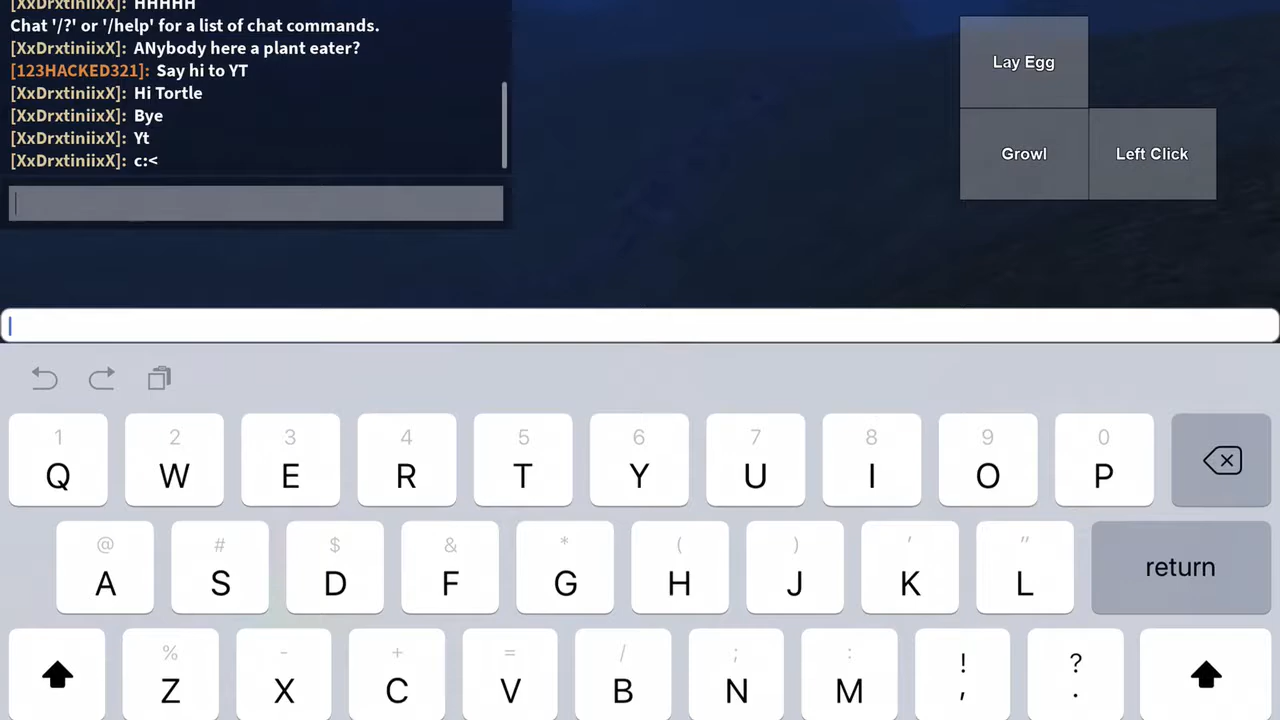 [XxDrxtiniixX]: HHHHH
Chat '/?' or '/help' for a list of chat commands.
[XxDrxtiniixX]: ANybody here a plant eater?
[123HACKED321]: Say hi to YT
[XxDrxtiniixX]: Hi Tortle
[XxDrxtiniixX]: Bye
[XxDrxtiniixX]: Yt
[XxDrxtiniixX]: c:<
Lay Egg
Growl
Left Click
1 2 3 4 5 6 7 8 9 0
Q W E R T Y U I O P
@ # $ & * ( ) ' "
A S D F G H J K L
return
% - + = / ; : ! ?
Z X C V B N M , .